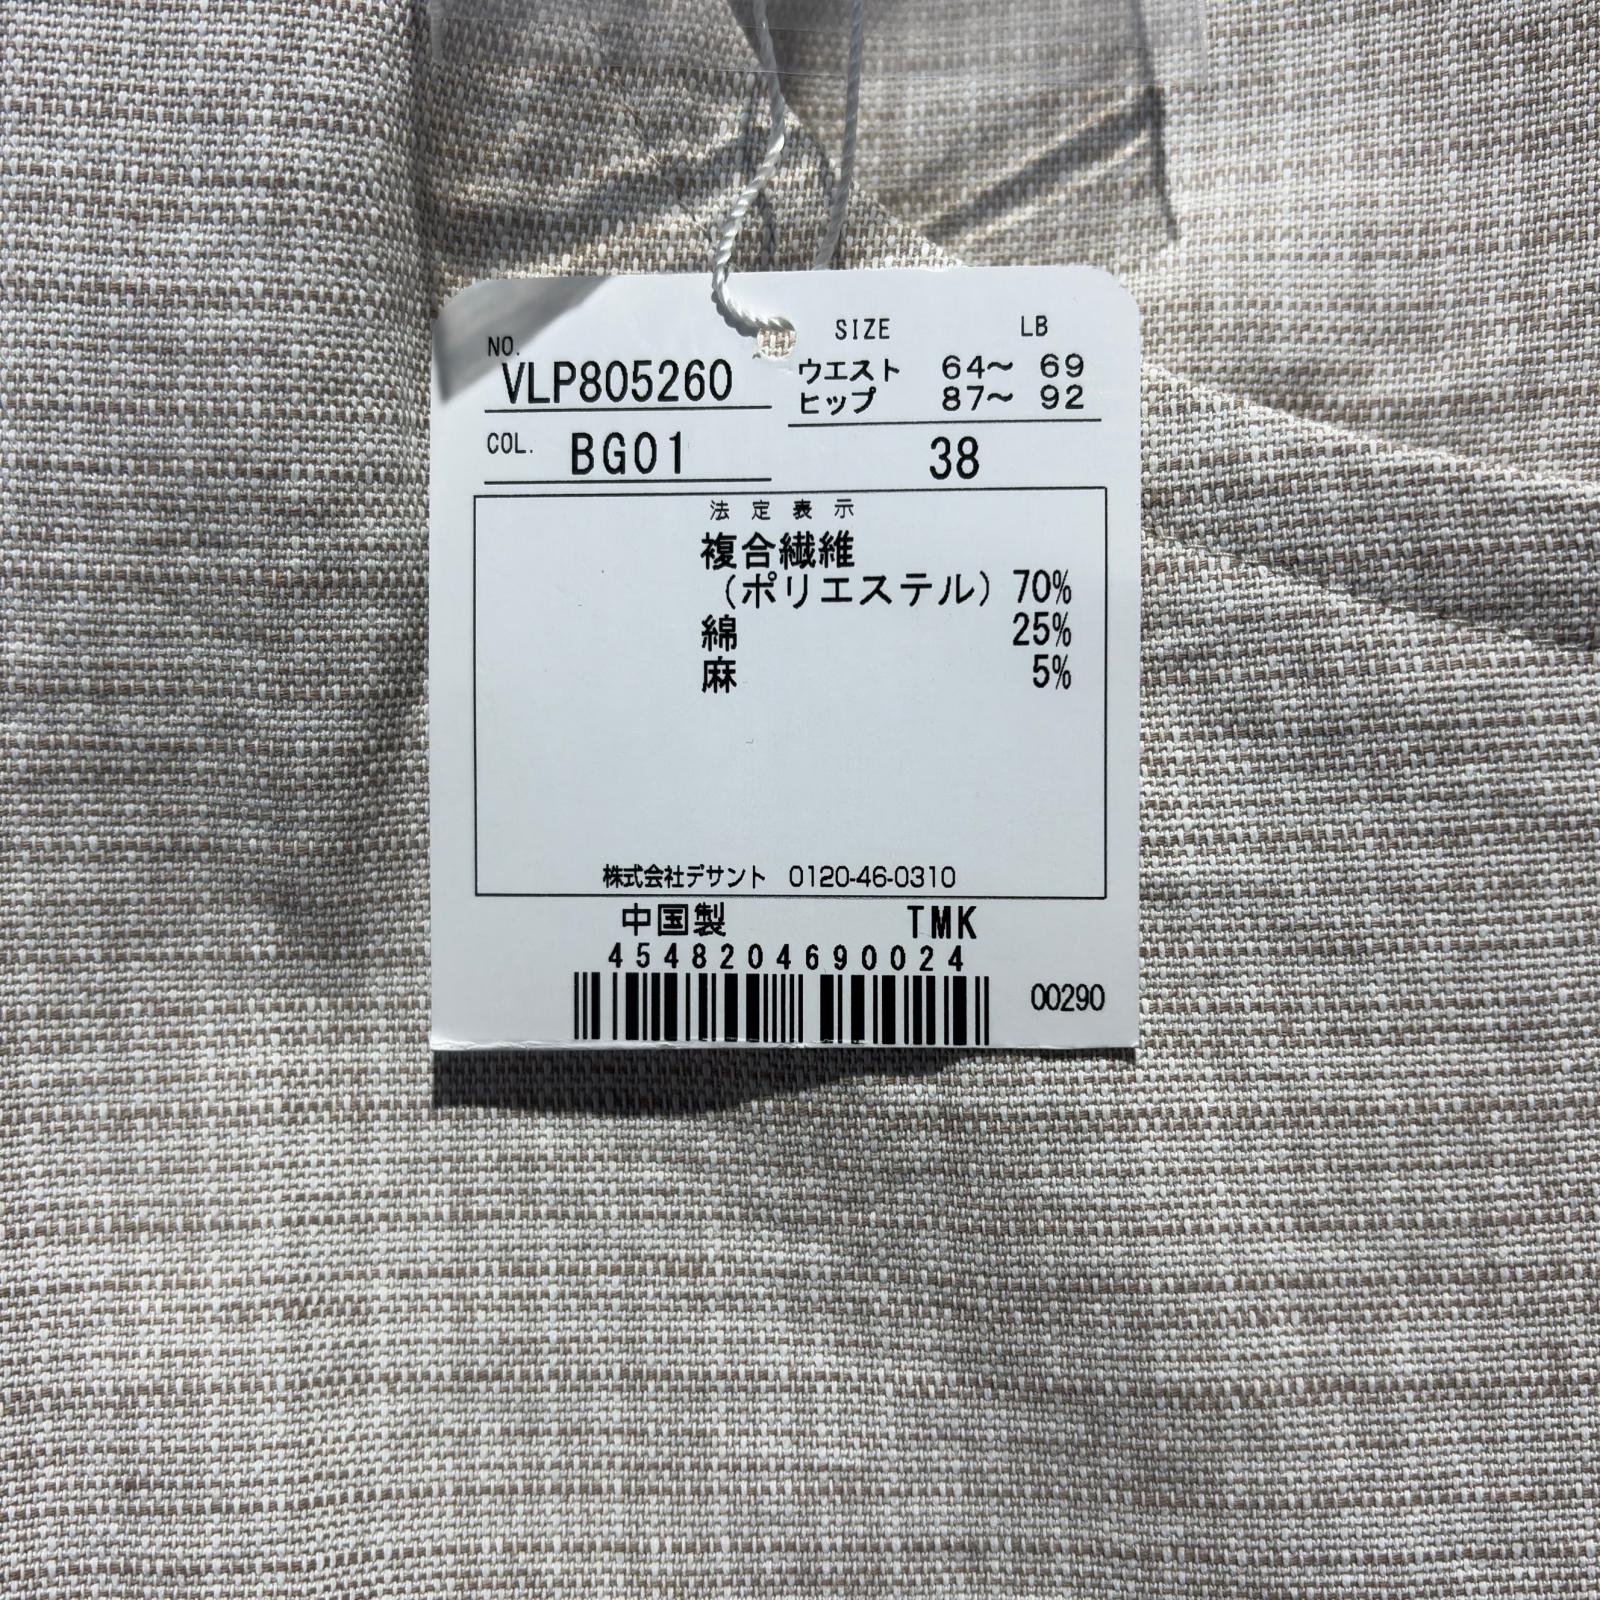 NO.
VLP805260
COL. BG01
SIZE LB
ウエスト 64〜 69
ヒップ 87〜 92
38
法定表示
複合繊維
(ポリエステル) 70%
綿 25%
麻 5%
株式会社デサント 0120-46-0310
中国製 TMK
4548204690024
00290